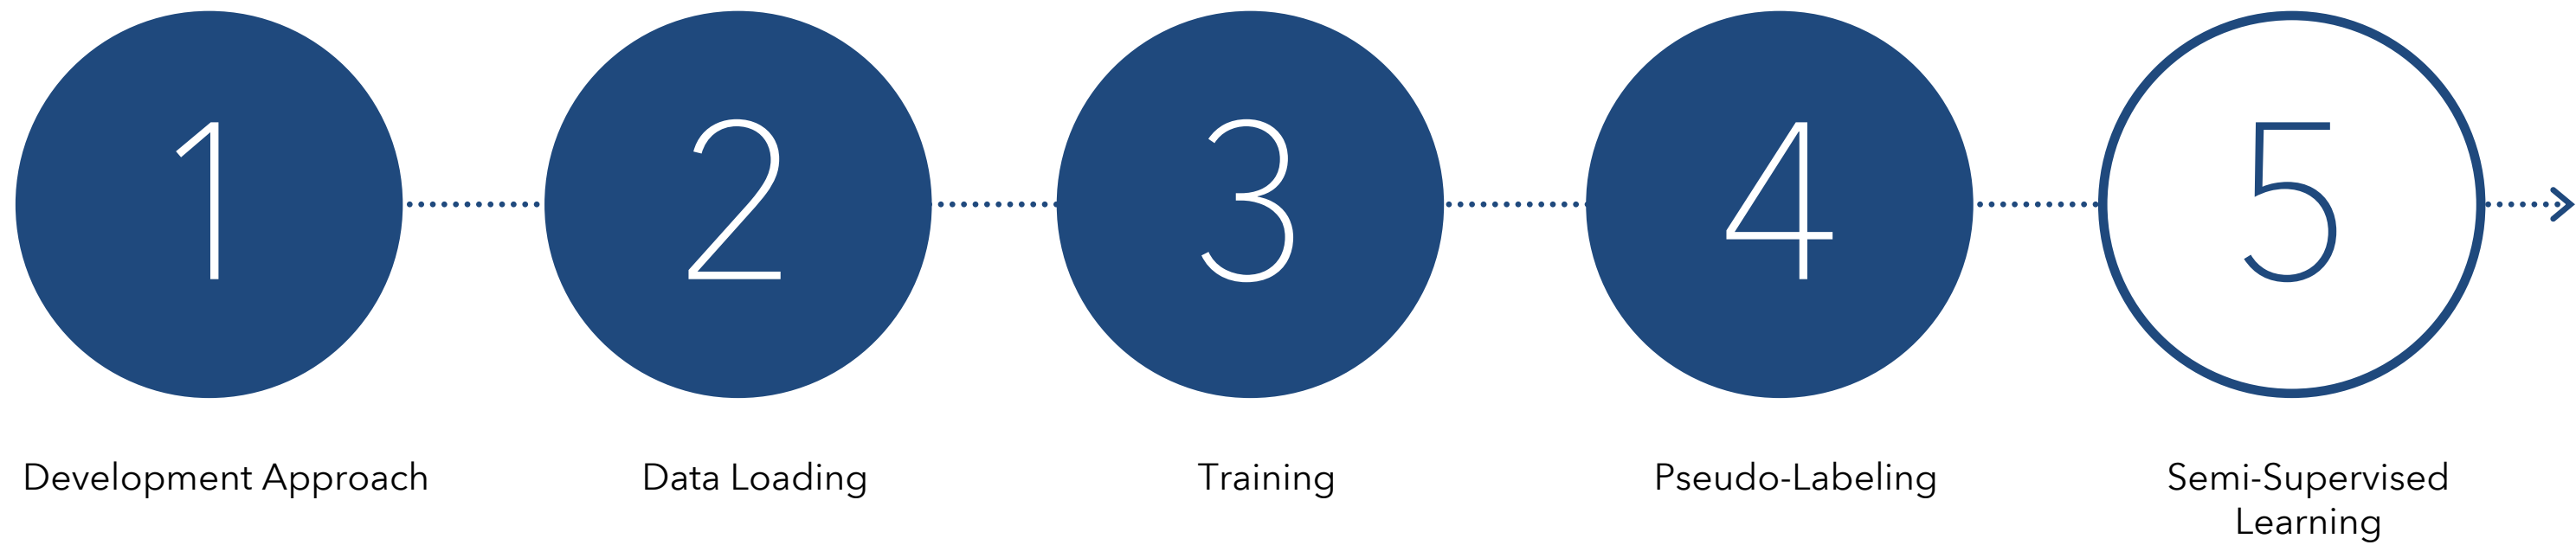 1
2
3
4
5
Development Approach
Data Loading
Training
Pseudo-Labeling
Semi-Supervised
Learning